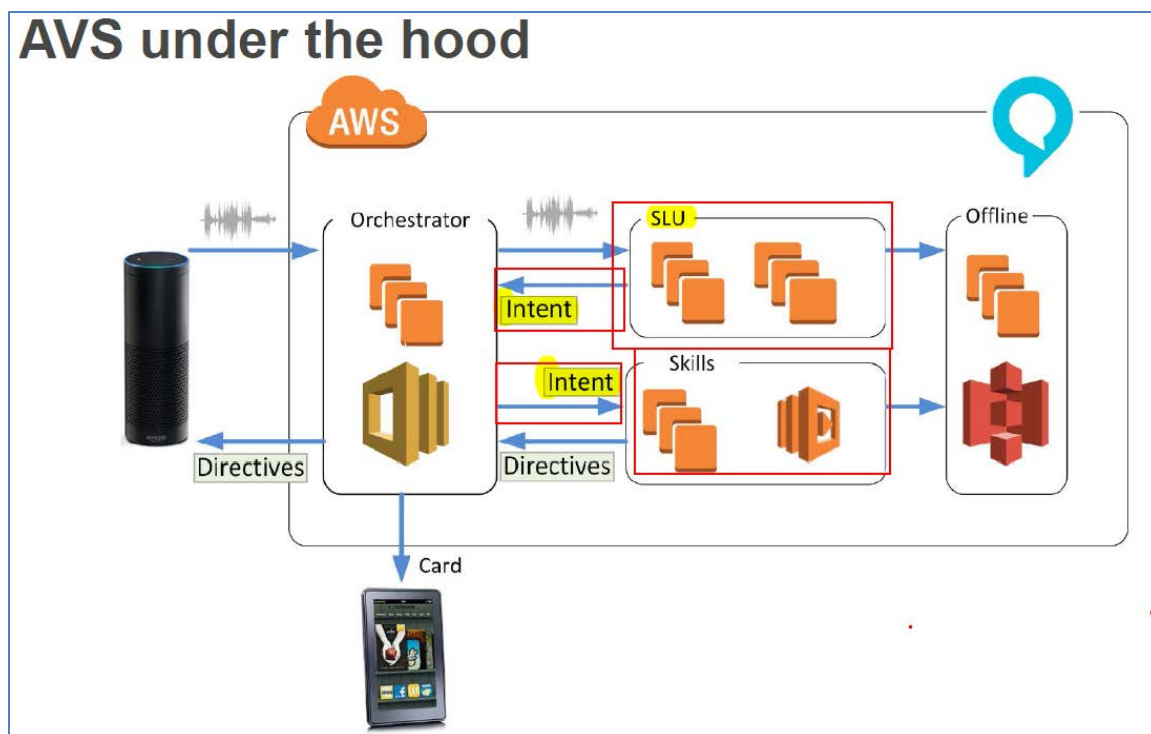 AVS under the hood
AWS
Orchestrator
SLU
Offline
Intent
Skills
Intent
Directives
Directives
Card